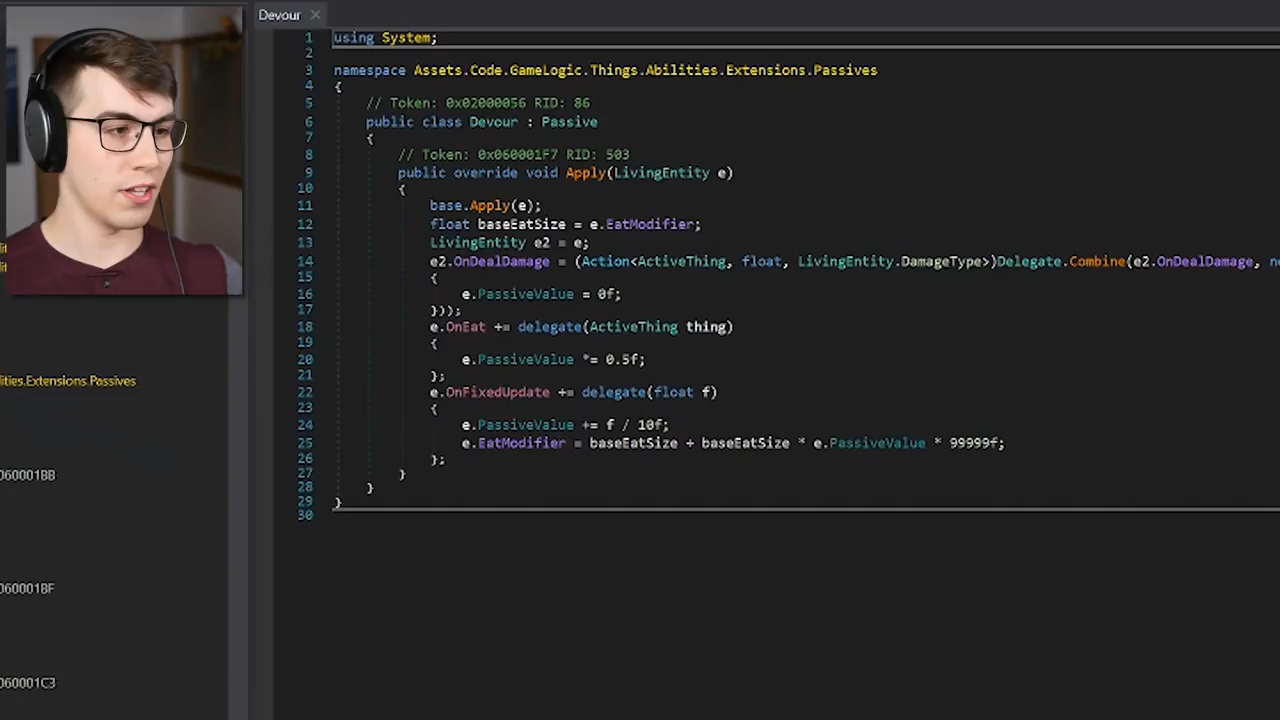 Devour
1 using System;
2
3 namespace Assets.Code.GameLogic.Things.Abilities.Extensions.Passives
4 {
5 // Token: 0x02000056 RID: 86
6 public class Devour : Passive
7 {
8 // Token: 0x060001F7 RID: 503
9 public override void Apply(LivingEntity e)
10 {
11 base.Apply(e);
12 float baseEatSize = e.EatModifier;
13 LivingEntity e2 = e;
14 e2.OnDealDamage = (Action<ActiveThing, float, LivingEntity.DamageType>)Delegate.Combine(e2.OnDealDamage, ne
15 {
16 e.PassiveValue = 0f;
17 }));
18 e.OnEat += delegate(ActiveThing thing)
19 {
20 e.PassiveValue *= 0.5f;
21 };
22 e.OnFixedUpdate += delegate(float f)
23 {
24 e.PassiveValue += f / 10f;
25 e.EatModifier = baseEatSize + baseEatSize * e.PassiveValue * 99999f;
26 };
27 }
28 }
29 }
30
lities.Extensions.Passives
060001BB
060001BF
060001C3